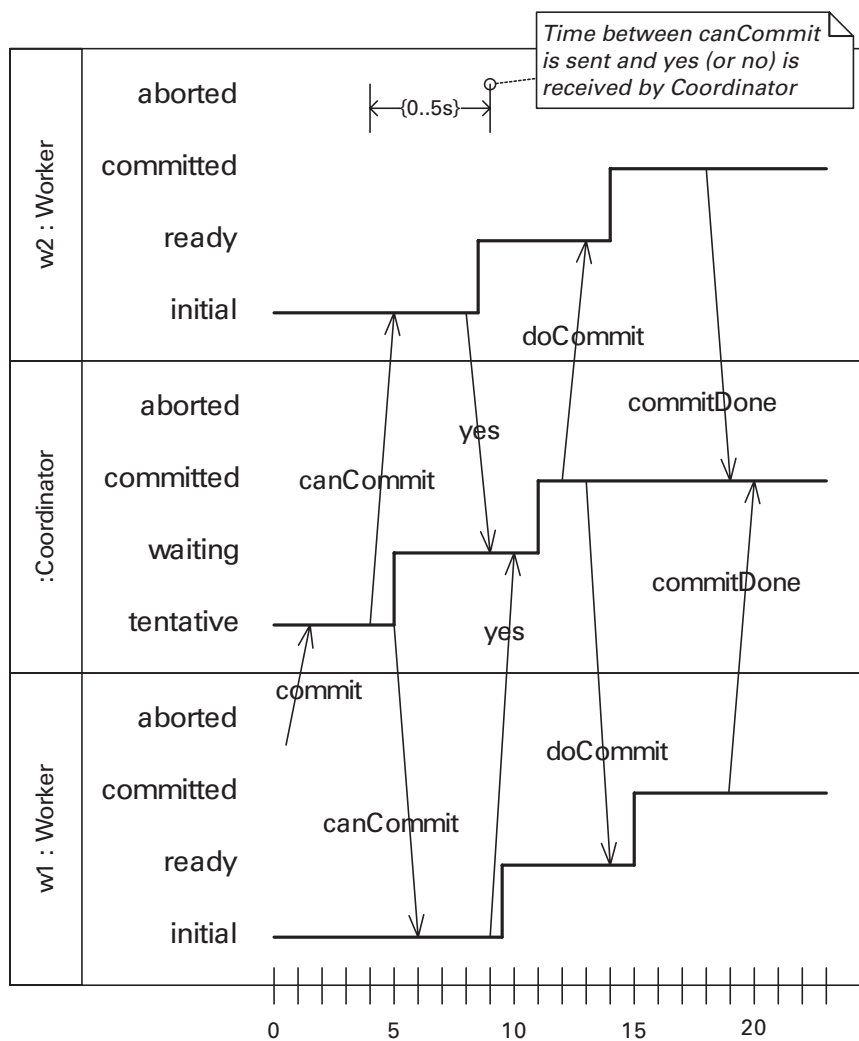 Time between canCommit
is sent and yes (or no) is
received by Coordinator
w2 : Worker
aborted
{0..5s}
committed
ready
initial
doCommit
:Coordinator
aborted
commitDone
yes
committed
canCommit
waiting
commitDone
tentative
yes
w1 : Worker
commit
aborted
doCommit
committed
canCommit
ready
initial
0 5 10 15 20